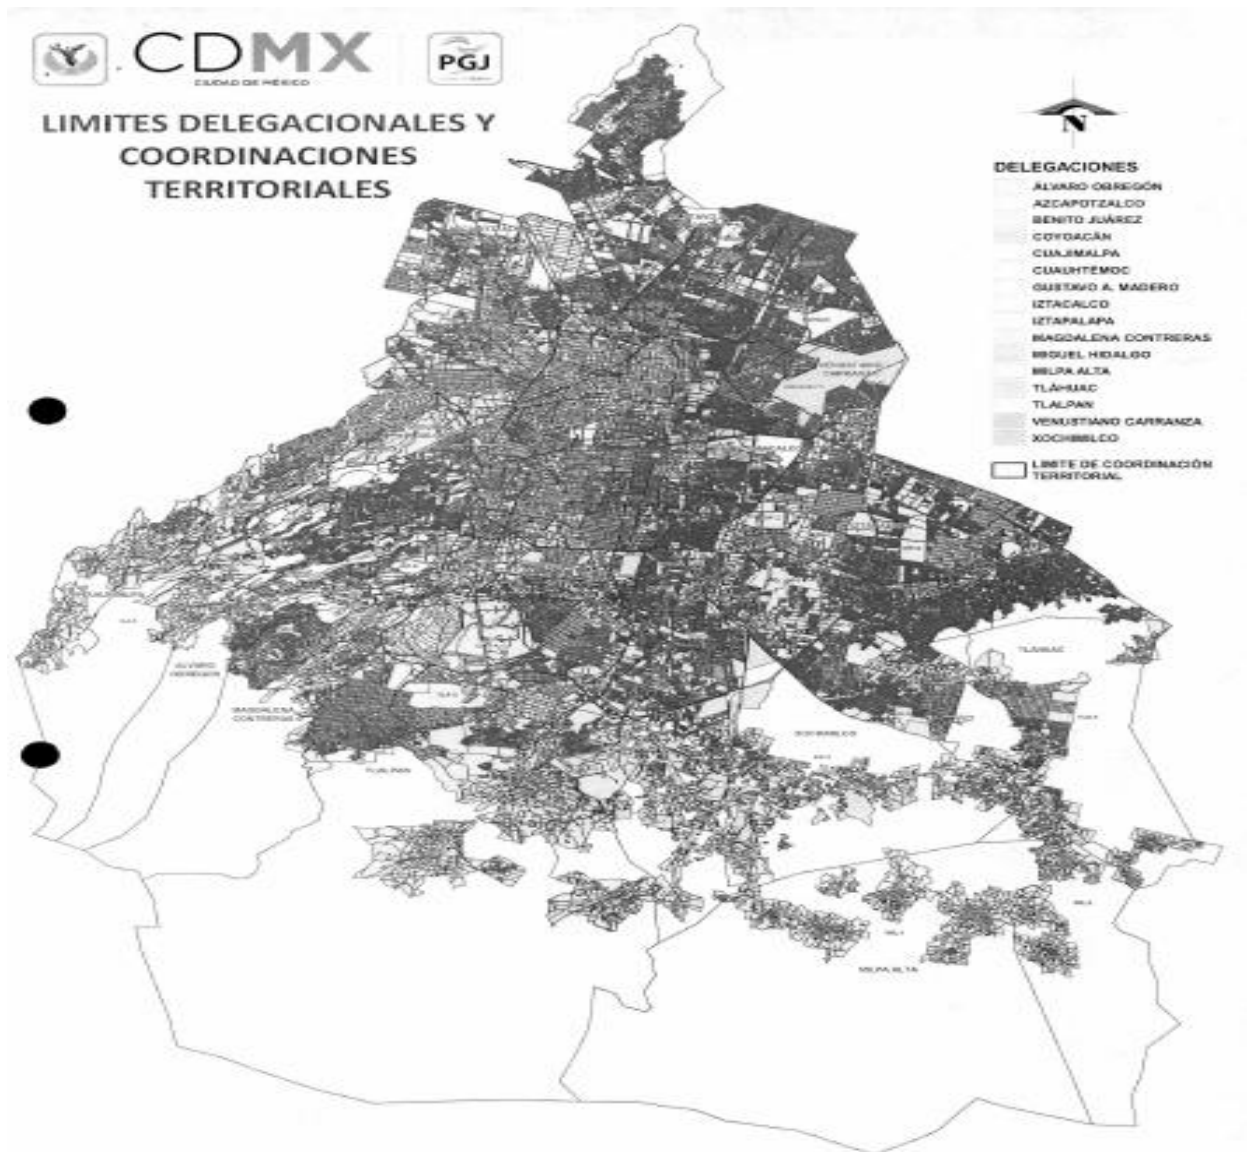 CDMX
CIUDAD DE MÉXICO
PGJ
LIMITES DELEGACIONALES Y
COORDINACIONES
TERRITORIALES
N
DELEGACIONES
ÁLVARO OBREGÓN
AZCAPOTZALCO
BENITO JUÁREZ
COYOACÁN
CUAJIMALPA
CUAUHTÉMOC
GUSTAVO A. MADERO
IZTACALCO
IZTAPALAPA
MAGDALENA CONTRERAS
MIGUEL HIDALGO
MILPA ALTA
TLÁHUAC
TLALPAN
VENUSTIANO CARRANZA
XOCHIMILCO
LIMITE DE COORDINACIÓN
TERRITORIAL
ÁLVARO
OBREGÓN
TLÁHUAC
MAGDALENA
CONTRERAS
XOCHIMILCO
TLALPAN
MILPA ALTA